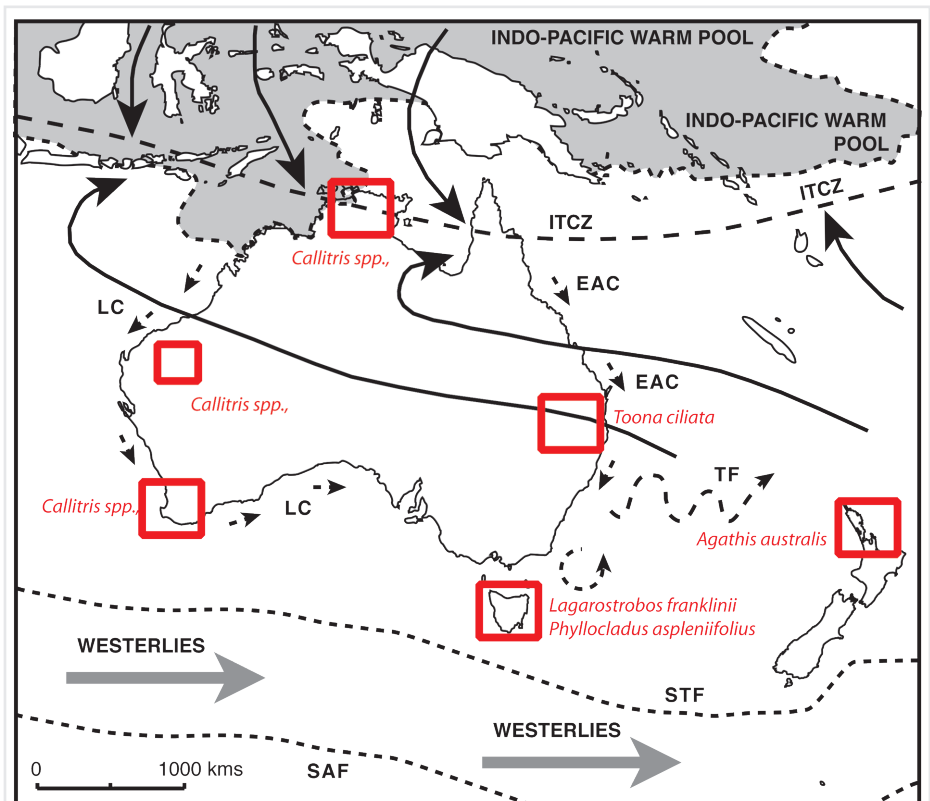 INDO-PACIFIC WARM POOL
INDO-PACIFIC WARM
POOL
ITCZ
ITCZ
Callitris spp.,
EAC
LC
EAC
Callitris spp.,
Toona ciliata
TF
Callitris spp.,
LC
Agathis australis
Lagarostrobos franklinii
Phyllocladus aspleniifolius
WESTERLIES
STF
WESTERLIES
0 1000 kms
SAF